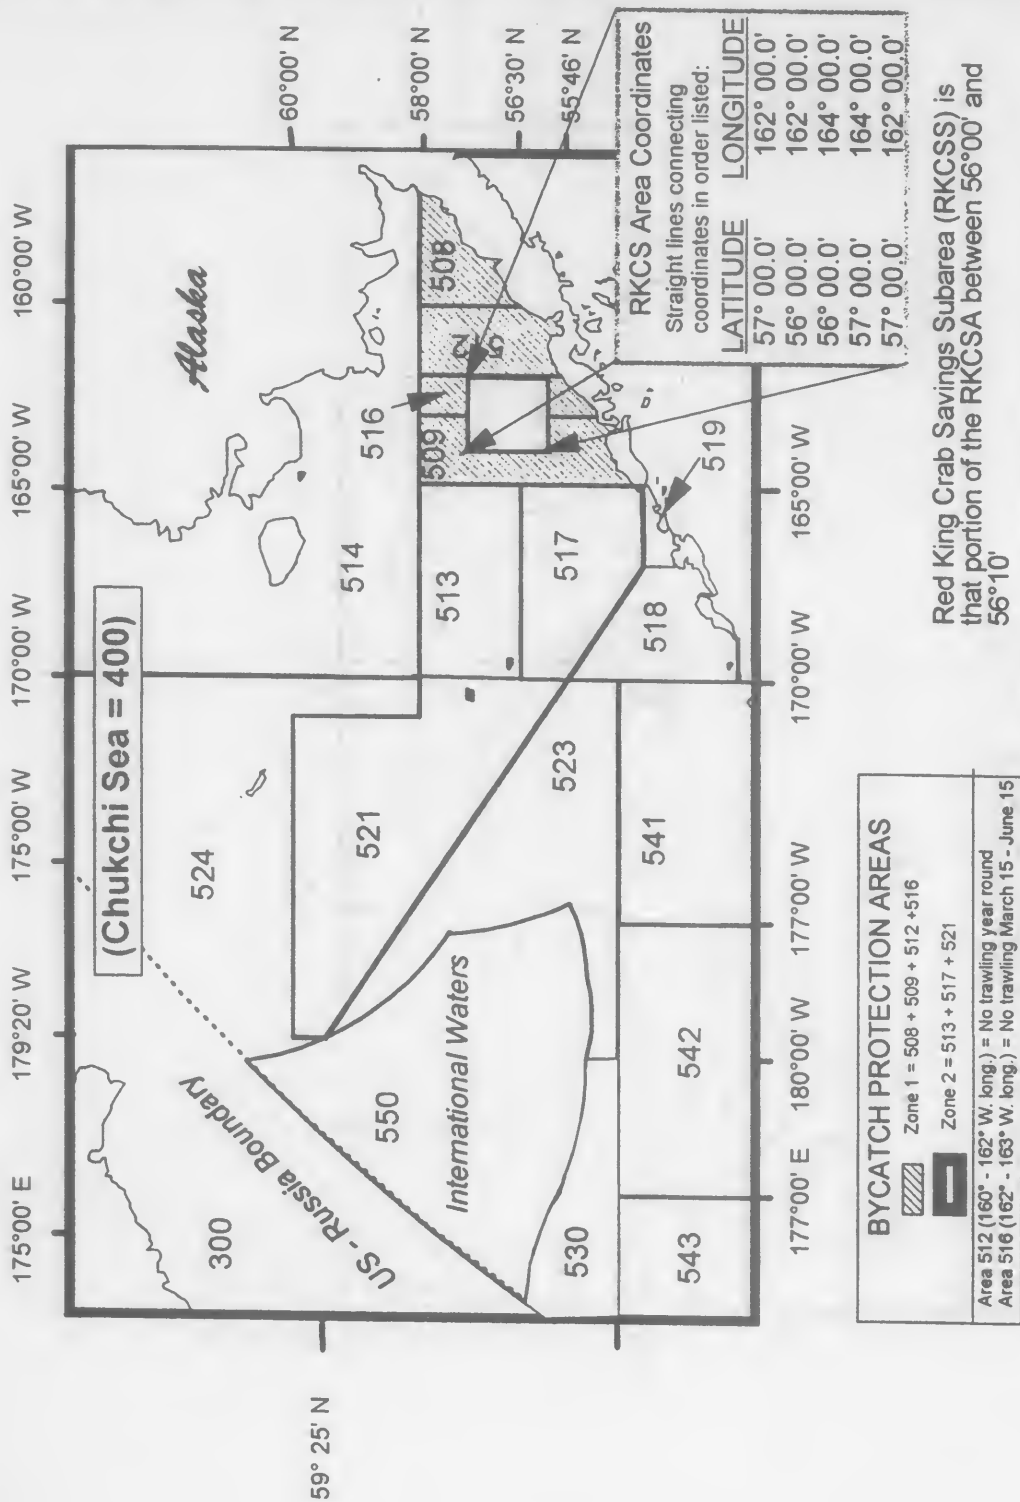 175°00' E
179°20' W
175°00' W
170°00' W
165°00' W
160°00' W
(Chukchi Sea = 400)
Alaska
60°00' N
58°00' N
56°30' N
55°46' N
59° 25' N
300
US - Russia Boundary
524
514
516
521
513
509
508
550
International Waters
523
517
530
518
519
541
543
542
177°00' E
180°00' W
177°00' W
170°00' W
165°00' W
RKCS Area Coordinates
Straight lines connecting
coordinates in order listed:
LATITUDE LONGITUDE
57° 00.0' 162° 00.0'
56° 00.0' 162° 00.0'
56° 00.0' 164° 00.0'
57° 00.0' 164° 00.0'
57° 00.0' 162° 00.0'
BYCATCH PROTECTION AREAS
Zone 1 = 508 + 509 + 512 +516
Zone 2 = 513 + 517 + 521
Area 512 (160° - 162° W. long.) = No trawling year round
Area 516 (162° - 163° W. long.) = No trawling March 15 - June 15
Red King Crab Savings Subarea (RKCSS) is
that portion of the RKCSA between 56°00' and
56°10'